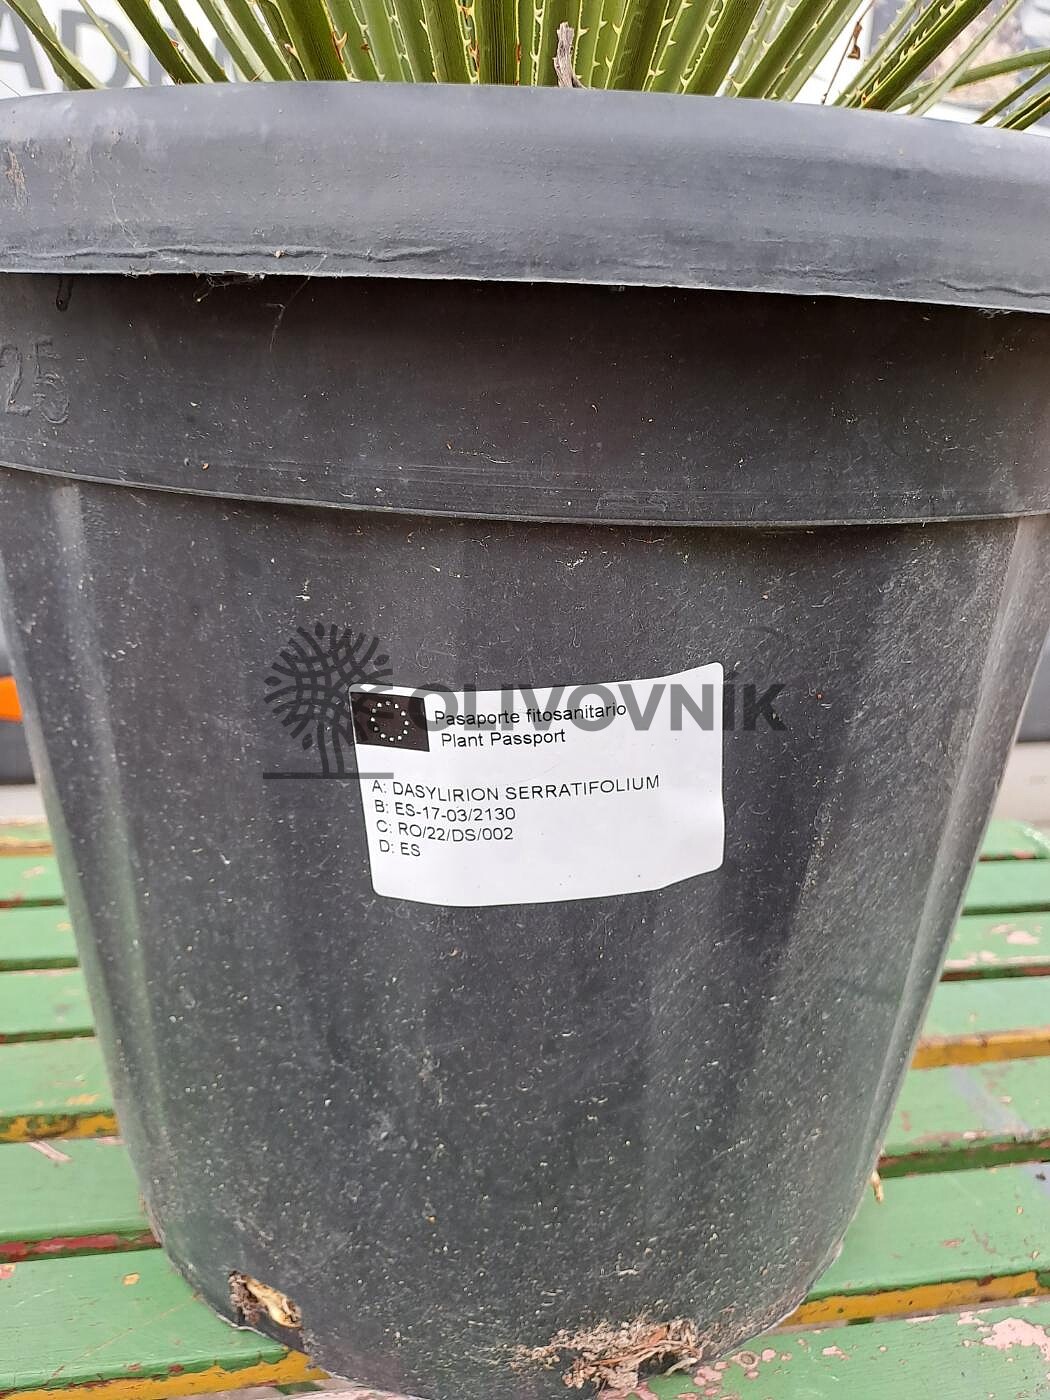 25
OLIVOVNÍK
Pasaporte fitosanitario
Plant Passport
A: DASYLIRION SERRATIFOLIUM
B: ES-17-03/2130
C: RO/22/DS/002
D: ES